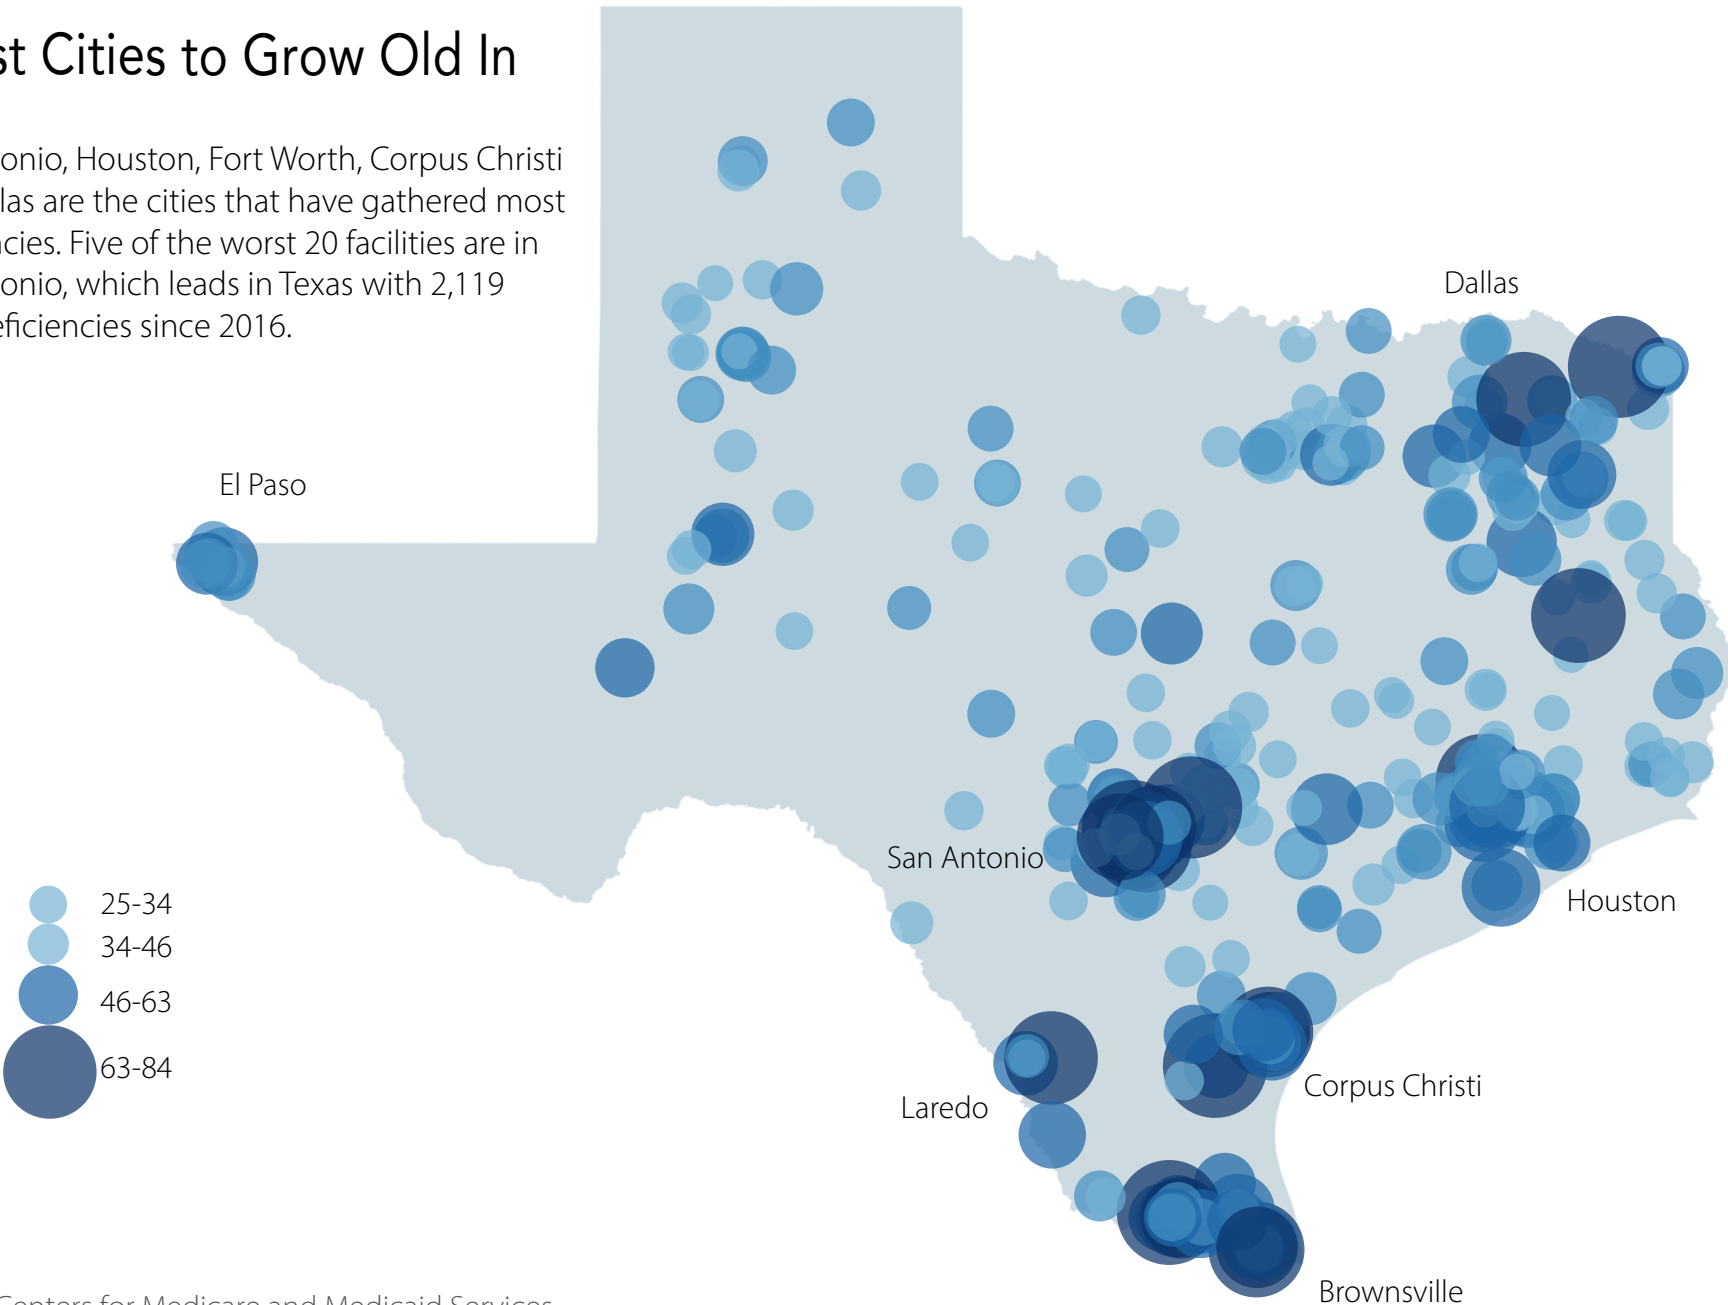 st Cities to Grow Old In
onio, Houston, Fort Worth, Corpus Christi
las are the cities that have gathered most
cies. Five of the worst 20 facilities are in
onio, which leads in Texas with 2,119
eficiencies since 2016.
Dallas
El Paso
San Antonio
25-34
Houston
34-46
46-63
63-84
Corpus Christi
Laredo
Brownsville
Centers for Medicare and Medicaid Services